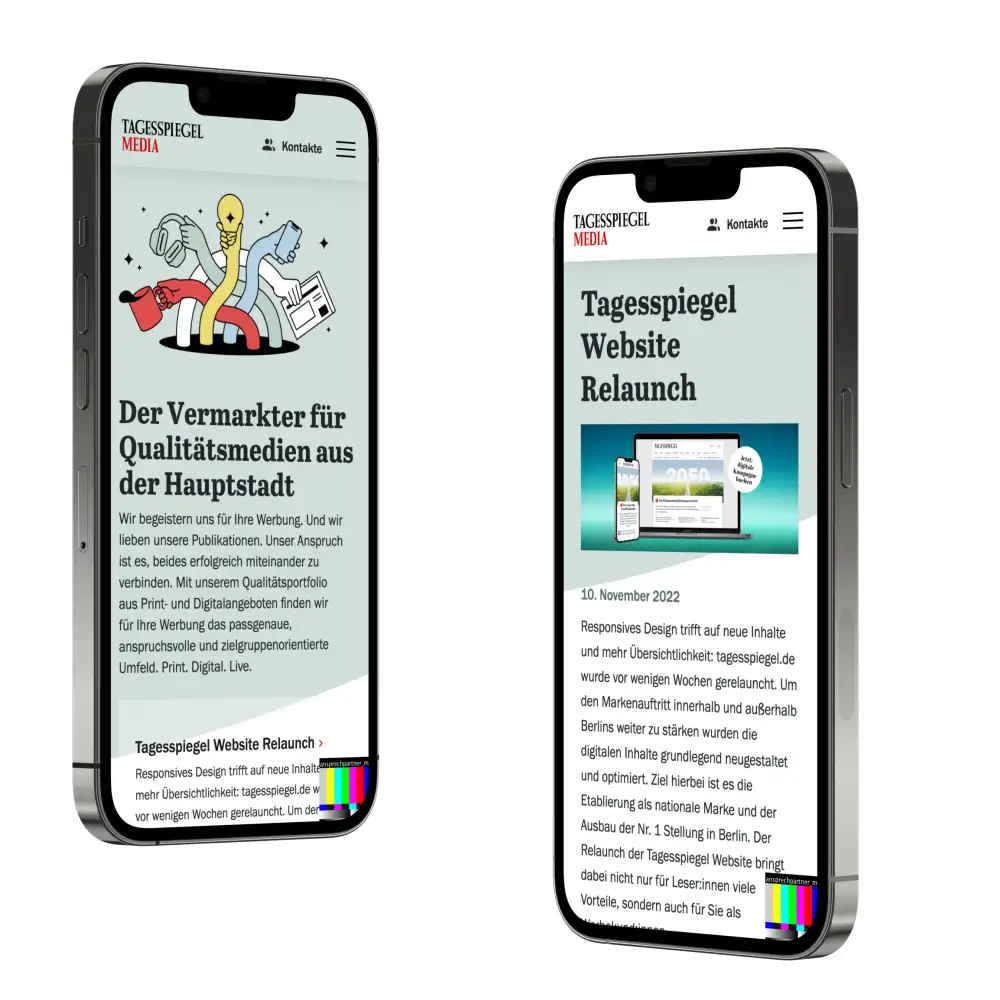 TAGESSPIEGEL
MEDIA
Kontakte
Der Vermarkter für
Qualitätsmedien aus
der Hauptstadt
Wir begeistern uns für Ihre Werbung. Und wir
lieben unsere Publikationen. Unser Anspruch
ist es, beides erfolgreich miteinander zu
verbinden. Mit unserem Qualitätsportfolio
aus Print- und Digitalangeboten finden wir
für Ihre Werbung das passgenaue,
anspruchsvolle und zielgruppenorientierte
Umfeld. Print. Digital. Live.
Tagesspiegel Website Relaunch ›
Responsives Design trifft auf neue Inhalte
mehr Übersichtlichkeit: tagesspiegel.de w
vor wenigen Wochen gerelauncht. Um der
ansprechpartner_m
TAGESSPIEGEL
MEDIA
Kontakte
Tagesspiegel
Website
Relaunch
TAGESSPIEGEL
2050
Jetzt:
digitale
Kampagne
buchen
10. November 2022
Responsives Design trifft auf neue Inhalte
und mehr Übersichtlichkeit: tagesspiegel.de
wurde vor wenigen Wochen gerelauncht. Um
den Markenauftritt innerhalb und außerhalb
Berlins weiter zu stärken wurden die
digitalen Inhalte grundlegend neugestaltet
und optimiert. Ziel hierbei ist es die
Etablierung als nationale Marke und der
Ausbau der Nr. 1 Stellung in Berlin. Der
Relaunch der Tagesspiegel Website bringt
dabei nicht nur für Leser:innen viele
Vorteile, sondern auch für Sie als
Werbekund:innen
ansprechpartner_m